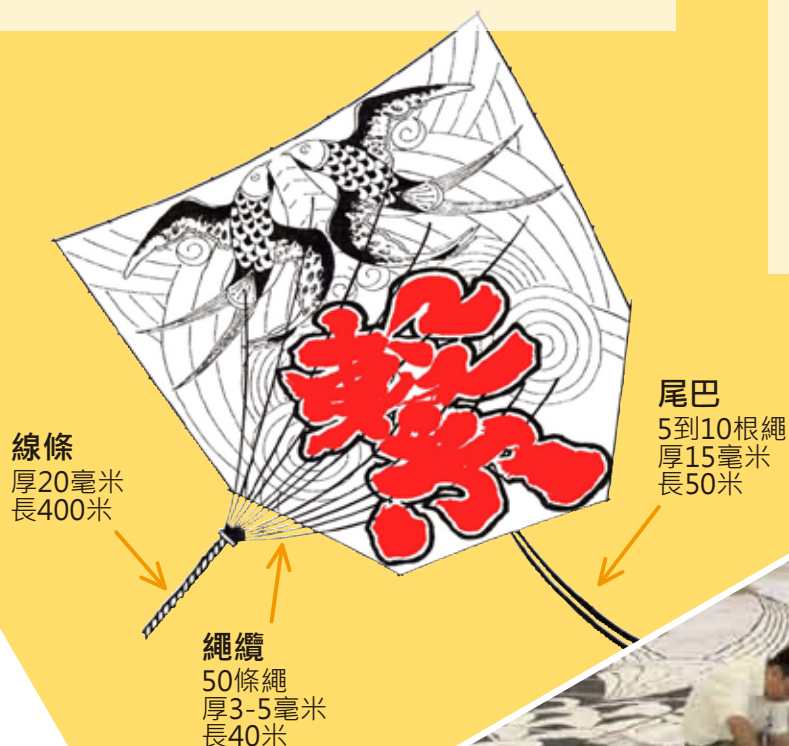 線條
厚20毫米
長400米
繩纜
50條繩
厚3-5毫米
長40米
尾巴
5到10根繩
厚15毫米
長50米